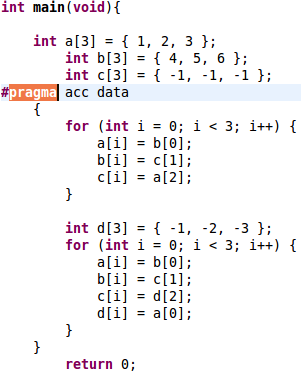 int main(void){
int a[3] = { 1, 2, 3 };
int b[3] = { 4, 5, 6 };
int c[3] = { -1, -1, -1 };
#pragma acc data
{
for (int i = 0; i < 3; i++) {
a[i] = b[0];
b[i] = c[1];
c[i] = a[2];
}
int d[3] = { -1, -2, -3 };
for (int i = 0; i < 3; i++) {
a[i] = b[0];
b[i] = c[1];
c[i] = d[2];
d[i] = a[0];
}
}
return 0;